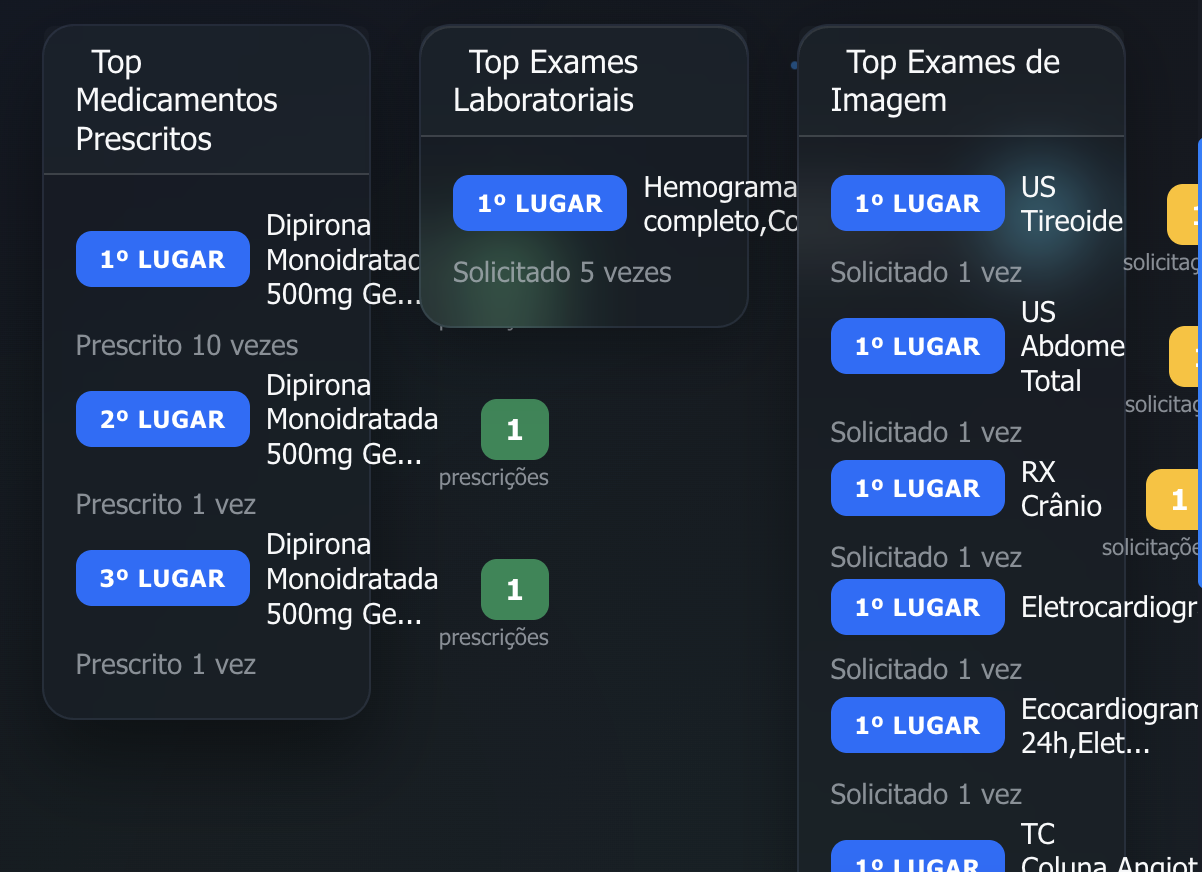 Top
Medicamentos
Prescritos
1º LUGAR
Dipirona
Monoidratad
500mg Ge...
Prescrito 10 vezes
2º LUGAR
Dipirona
Monoidratada
500mg Ge...
1
prescrições
Prescrito 1 vez
3º LUGAR
Dipirona
Monoidratada
500mg Ge...
1
prescrições
Prescrito 1 vez
Top Exames
Laboratoriais
1º LUGAR
Hemograma
completo,Co
Solicitado 5 vezes
Top Exames de
Imagem
1º LUGAR
US
Tireoide
solicitaç
Solicitado 1 vez
1º LUGAR
US
Abdome
Total
solicitaç
Solicitado 1 vez
1º LUGAR
RX
Crânio
1
solicitaçõe
Solicitado 1 vez
1º LUGAR
Eletrocardiogr
Solicitado 1 vez
1º LUGAR
Ecocardiogram
24h,Elet...
Solicitado 1 vez
1º LUGAR
TC
Coluna,Angiot